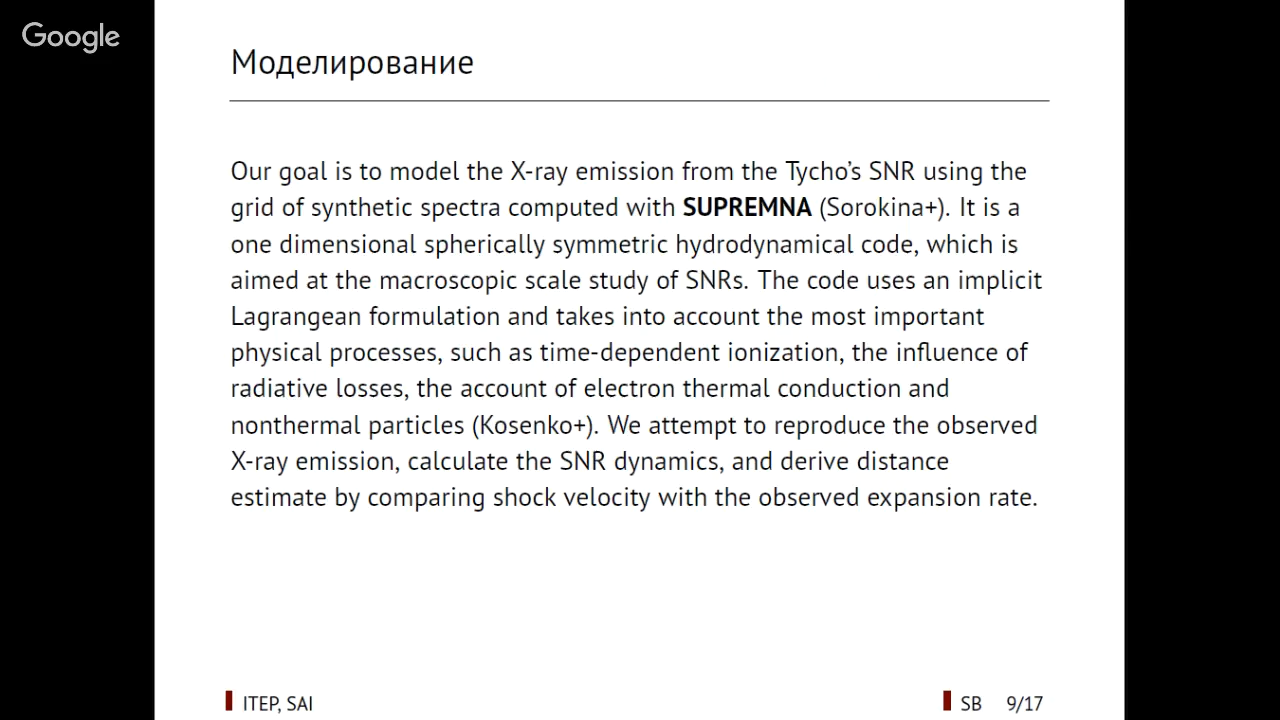 Google
Моделирование
Our goal is to model the X-ray emission from the Tycho’s SNR using the
grid of synthetic spectra computed with SUPREMNA (Sorokina+). It is a
one dimensional spherically symmetric hydrodynamical code, which is
aimed at the macroscopic scale study of SNRs. The code uses an implicit
Lagrangean formulation and takes into account the most important
physical processes, such as time-dependent ionization, the influence of
radiative losses, the account of electron thermal conduction and
nonthermal particles (Kosenko+). We attempt to reproduce the observed
X-ray emission, calculate the SNR dynamics, and derive distance
estimate by comparing shock velocity with the observed expansion rate.
ITEP, SAI
SB 9/17